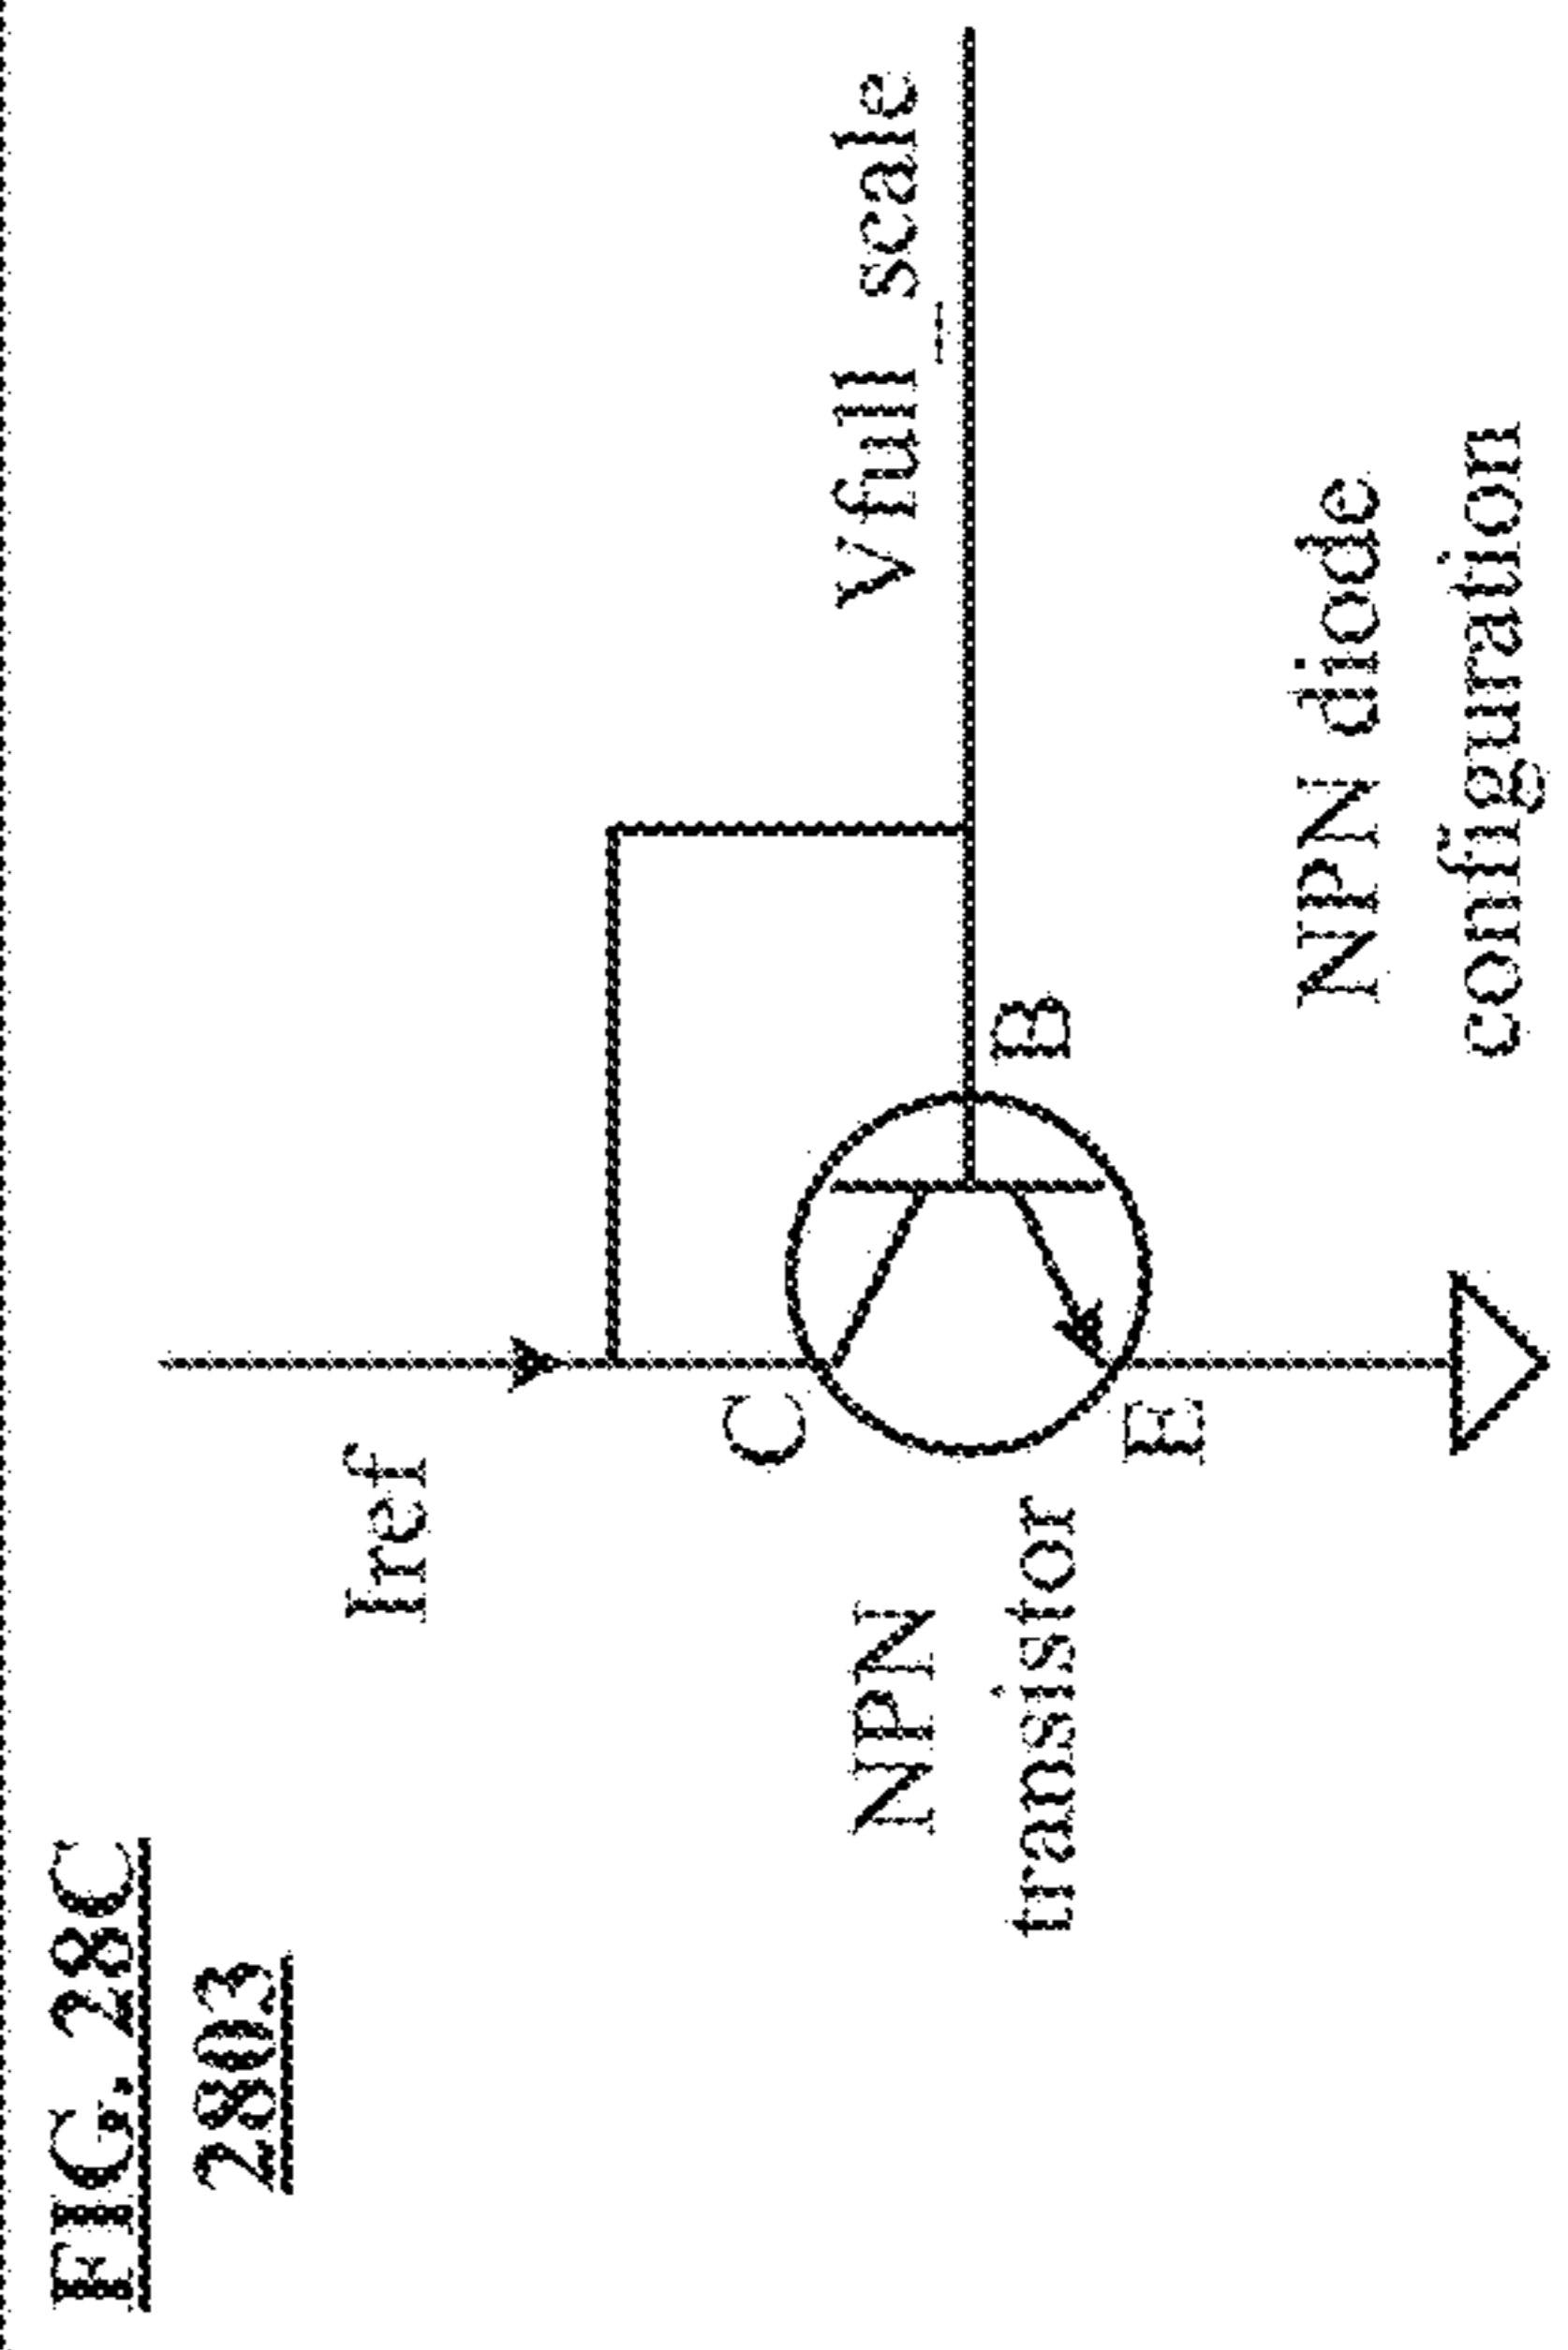 FIG. 28C
2803
Iref
Vfull_scale
C
NPN
transistor
B
E
NPN diode
configuration